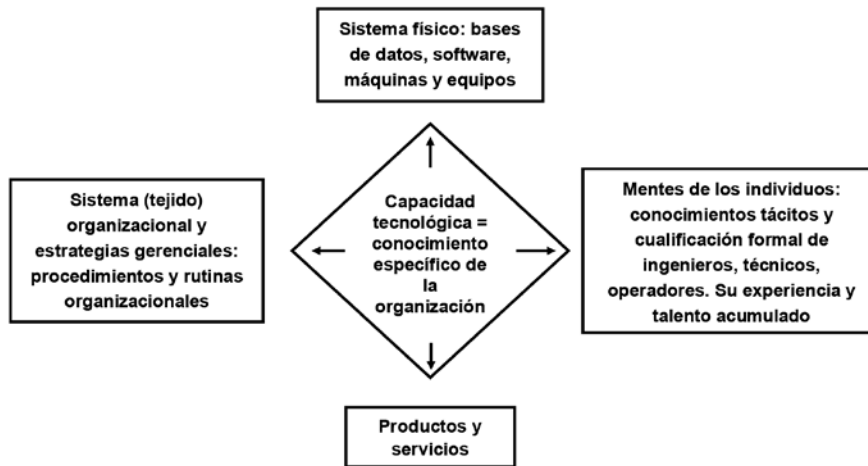 Sistema físico: bases
de datos, software,
máquinas y equipos
Sistema (tejido)
organizacional y
estrategias gerenciales:
procedimientos y rutinas
organizacionales
Capacidad
tecnológica =
conocimiento
específico de
la
organización
Mentes de los individuos:
conocimientos tácitos y
cualificación formal de
ingenieros, técnicos,
operadores. Su experiencia y
talento acumulado
Productos y
servicios